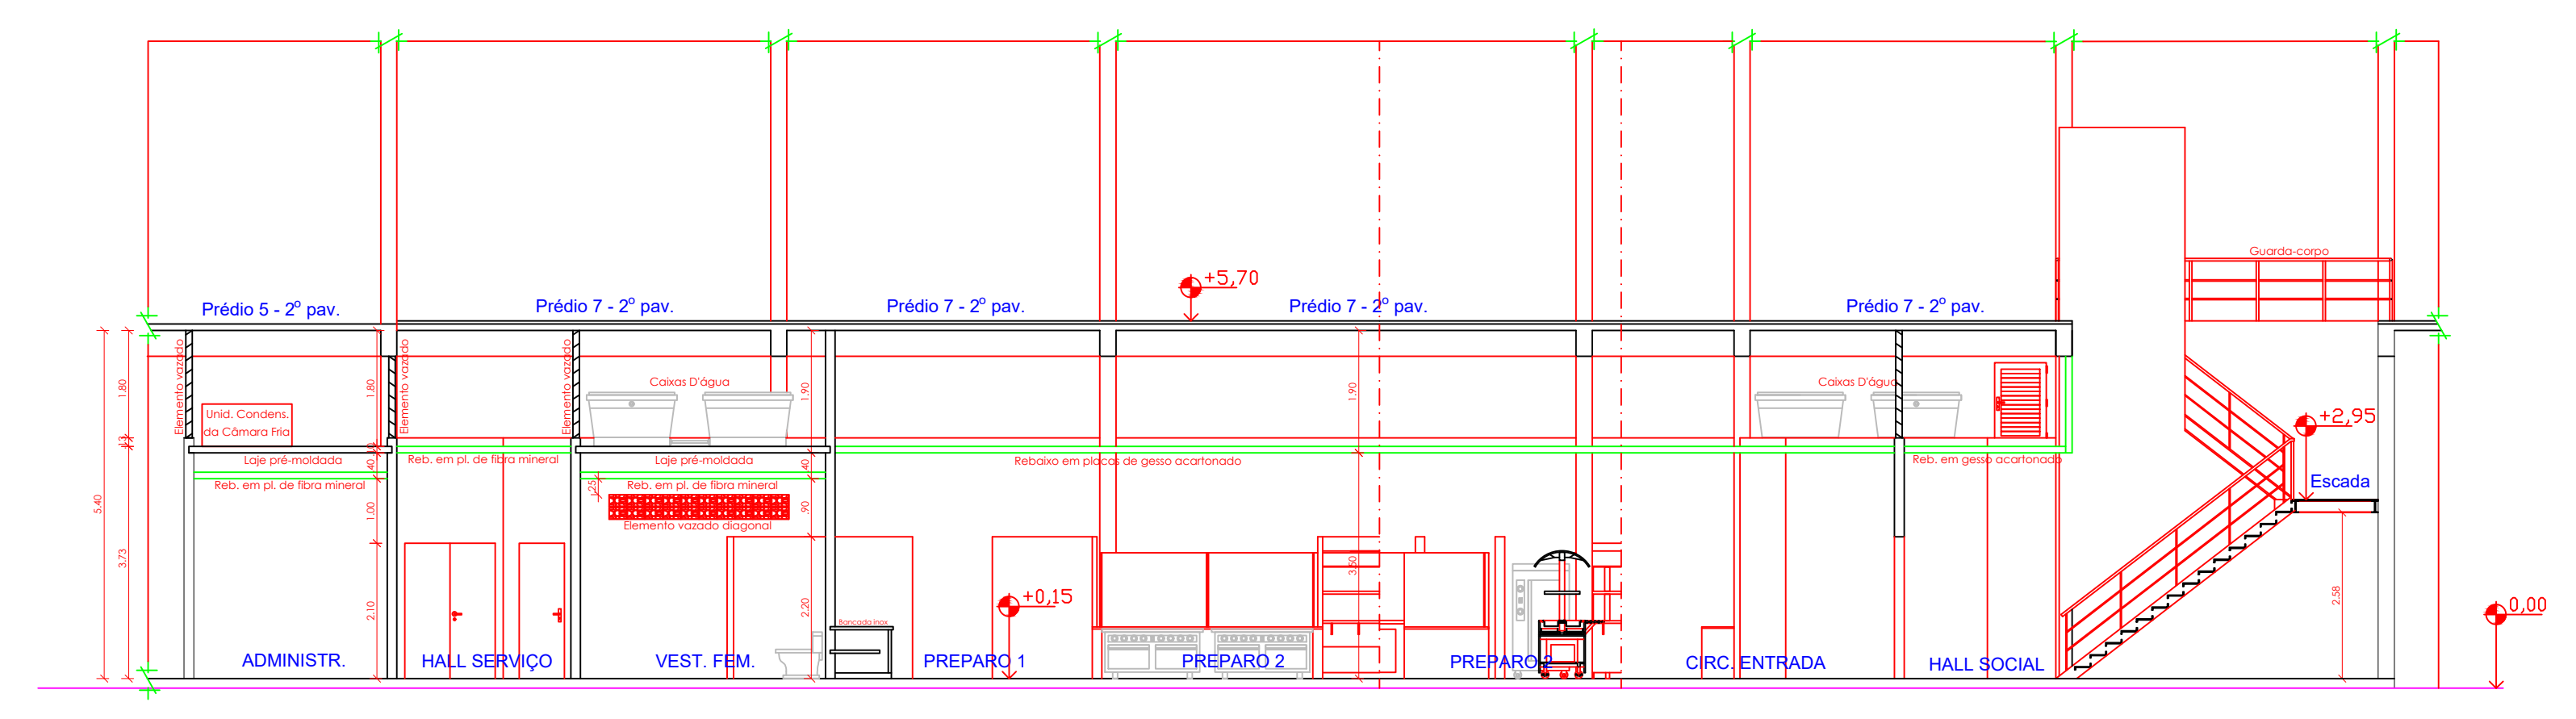 Guarda-corpo
+5,70
Prédio 5 - 2º pav.
Prédio 7 - 2º pav.
Prédio 7 - 2º pav.
Prédio 7 - 2º pav.
Prédio 7 - 2º pav.
Elemento vazado
Elemento vazado
Elemento vazado
1.80
1.80
1.90
1.90
Caixas D'água
Caixas D'água
Unid. Condens.
da Câmara Fria
+2,95
Laje pré-moldada
Reb. em pl. de fibra mineral
Laje pré-moldada
Rebaixo em placas de gesso acartonado
Reb. em gesso acartonado
.40
.40
Reb. em pl. de fibra mineral
Reb. em pl. de fibra mineral
Escada
.25
5.40
1.00
.90
Elemento vazado diagonal
3.73
3.50
2.10
2.20
2.58
+0,15
0,00
Bancada inox
ADMINISTR.
HALL SERVIÇO
VEST. FEM.
PREPARO 1
PREPARO 2
PREPARO 2
CIRC. ENTRADA
HALL SOCIAL